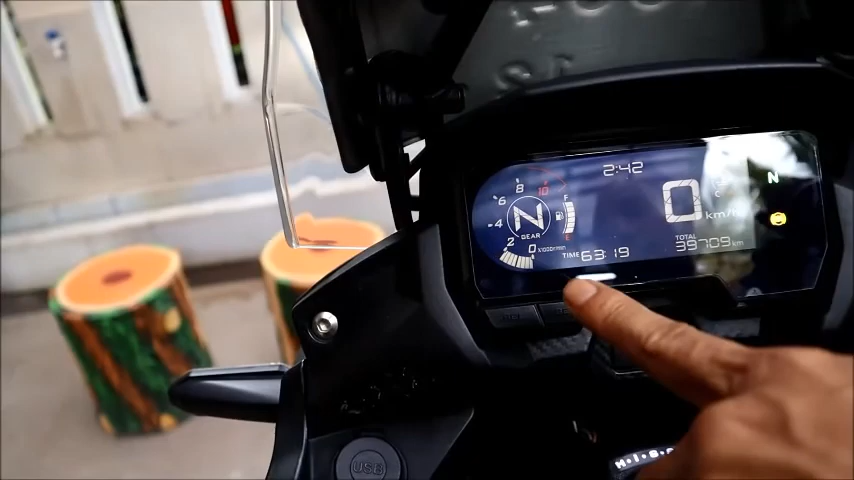 2:42
8
10
6
4
2
0
N
GEAR
X1000r/min
F
E
TIME 63:19
0 km/h
N
TOTAL
39709 km
USB